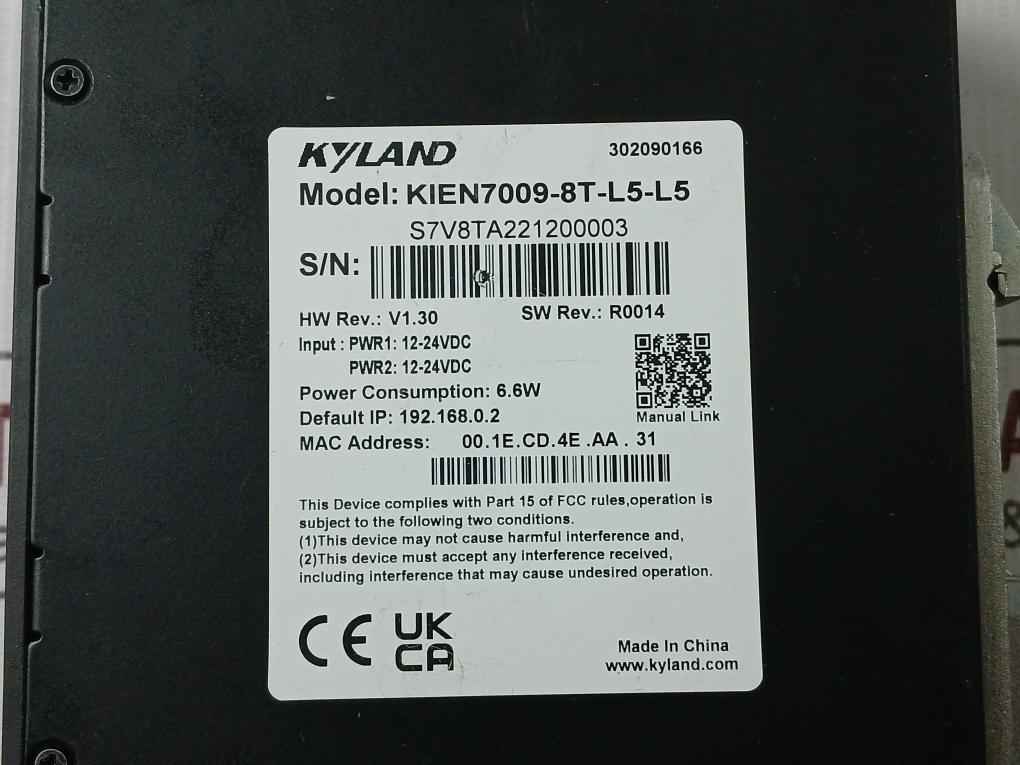 KYLAND 302090166
Model: KIEN7009-8T-L5-L5
S7V8TA221200003
S/N:
HW Rev.: V1.30 SW Rev.: R0014
Input : PWR1: 12-24VDC
PWR2: 12-24VDC
Power Consumption: 6.6W
Default IP: 192.168.0.2
Manual Link
MAC Address: 00.1E.CD.4E.AA.31
This Device complies with Part 15 of FCC rules,operation is
subject to the following two conditions.
(1)This device may not cause harmful interference and,
(2)This device must accept any interference received,
including interference that may cause undesired operation.
CE UK
CA
Made In China
www.kyland.com